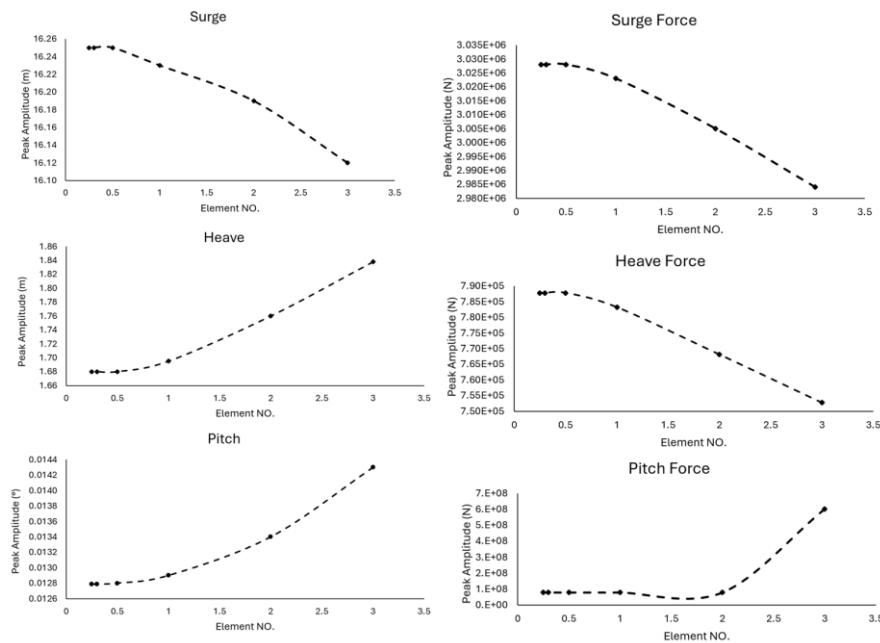 Surge
Peak Amplitude (m)
16.26
16.24
16.22
16.20
16.18
16.16
16.14
16.12
16.10
0 0.5 1 1.5 2 2.5 3 3.5
Element NO.
Surge Force
Peak Amplitude (N)
3.035E+06
3.030E+06
3.025E+06
3.020E+06
3.015E+06
3.010E+06
3.005E+06
3.000E+06
2.995E+06
2.990E+06
2.985E+06
2.980E+06
0 0.5 1 1.5 2 2.5 3 3.5
Element NO.
Heave
Peak Amplitude (m)
1.86
1.84
1.82
1.80
1.78
1.76
1.74
1.72
1.70
1.68
1.66
0 0.5 1 1.5 2 2.5 3 3.5
Element NO.
Heave Force
Peak Amplitude (N)
7.90E+05
7.85E+05
7.80E+05
7.75E+05
7.70E+05
7.65E+05
7.60E+05
7.55E+05
7.50E+05
0 0.5 1 1.5 2 2.5 3 3.5
Element NO.
Pitch
Peak Amplitude (°)
0.0144
0.0142
0.0140
0.0138
0.0136
0.0134
0.0132
0.0130
0.0128
0.0126
0 0.5 1 1.5 2 2.5 3 3.5
Element NO.
Pitch Force
Peak Amplitude (N)
7.E+08
6.E+08
5.E+08
4.E+08
3.E+08
2.E+08
1.E+08
0.E+00
0 0.5 1 1.5 2 2.5 3 3.5
Element NO.